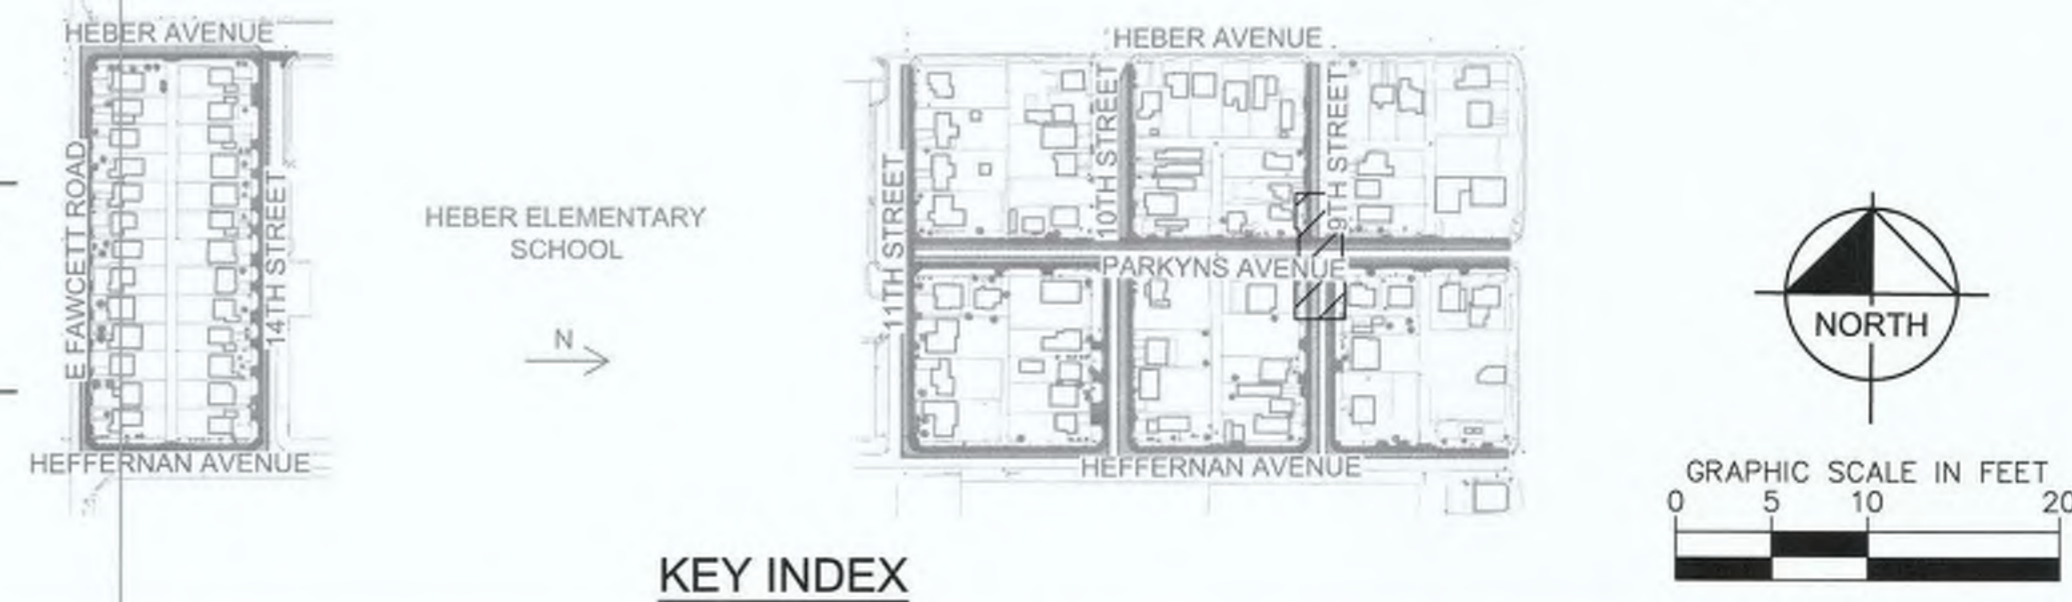 HEBER AVENUE
E FAWCETT ROAD
14TH STREET
HEFFERNAN AVENUE
HEBER ELEMENTARY
SCHOOL
N
HEBER AVENUE
11TH STREET
10TH STREET
9TH STREET
PARKYNS AVENUE
HEFFERNAN AVENUE
KEY INDEX
NORTH
GRAPHIC SCALE IN FEET
0 5 10 20